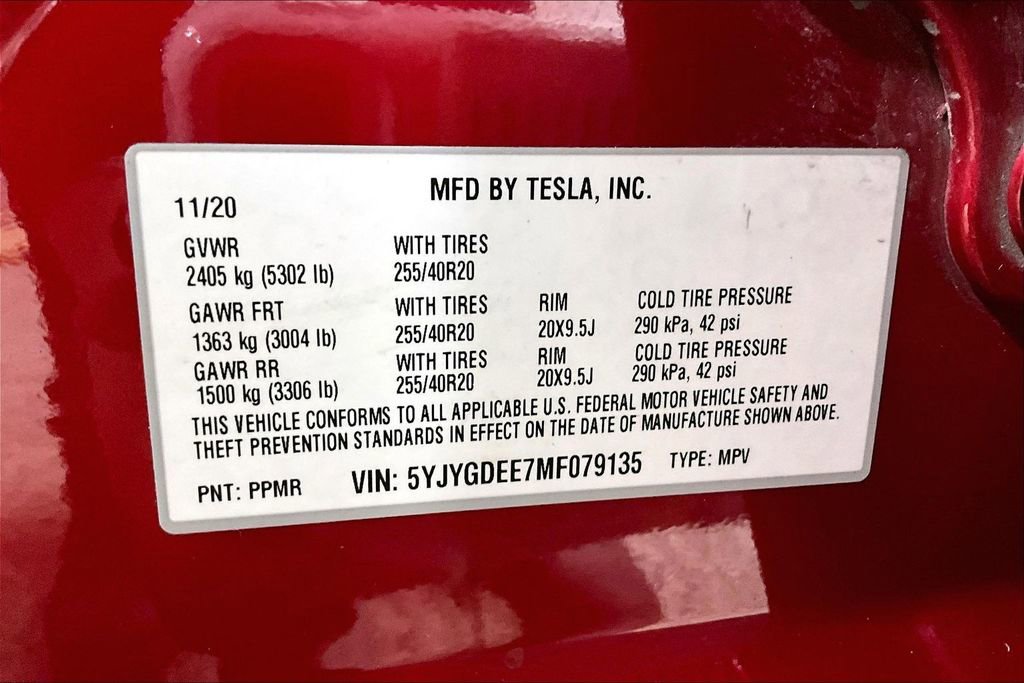 MFD BY TESLA, INC.
11/20
GVWR WITH TIRES
2405 kg (5302 lb) 255/40R20
GAWR FRT WITH TIRES RIM COLD TIRE PRESSURE
1363 kg (3004 lb) 255/40R20 20X9.5J 290 kPa, 42 psi
GAWR RR WITH TIRES RIM COLD TIRE PRESSURE
1500 kg (3306 lb) 255/40R20 20X9.5J 290 kPa, 42 psi
THIS VEHICLE CONFORMS TO ALL APPLICABLE U.S. FEDERAL MOTOR VEHICLE SAFETY AND
THEFT PREVENTION STANDARDS IN EFFECT ON THE DATE OF MANUFACTURE SHOWN ABOVE.
PNT: PPMR VIN: 5YJYGDEE7MF079135 TYPE: MPV